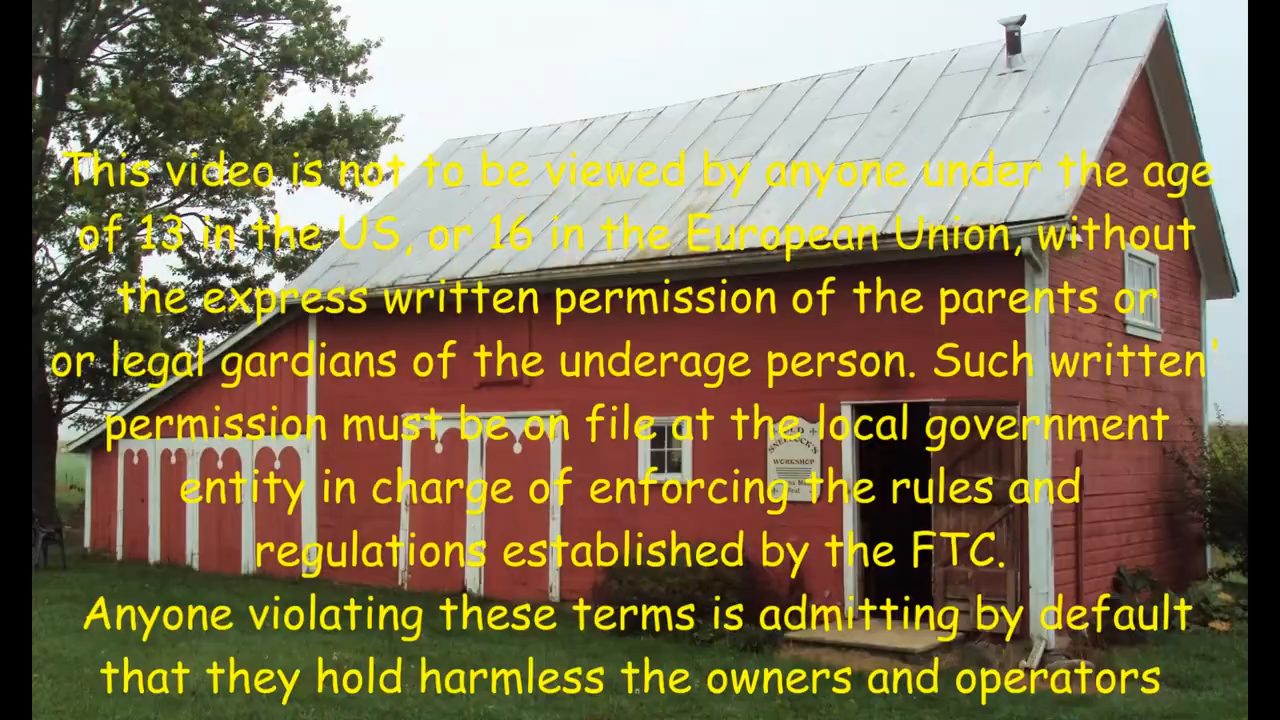 This video is not to be viewed by anyone under the age
of 13 in the US, or 16 in the European Union, without
the express written permission of the parents or
or legal gardians of the underage person. Such written'
permission must be on file at the local government
entity in charge of enforcing the rules and
regulations established by the FTC.
Anyone violating these terms is admitting by default
that they hold harmless the owners and operators
WORKSHOP